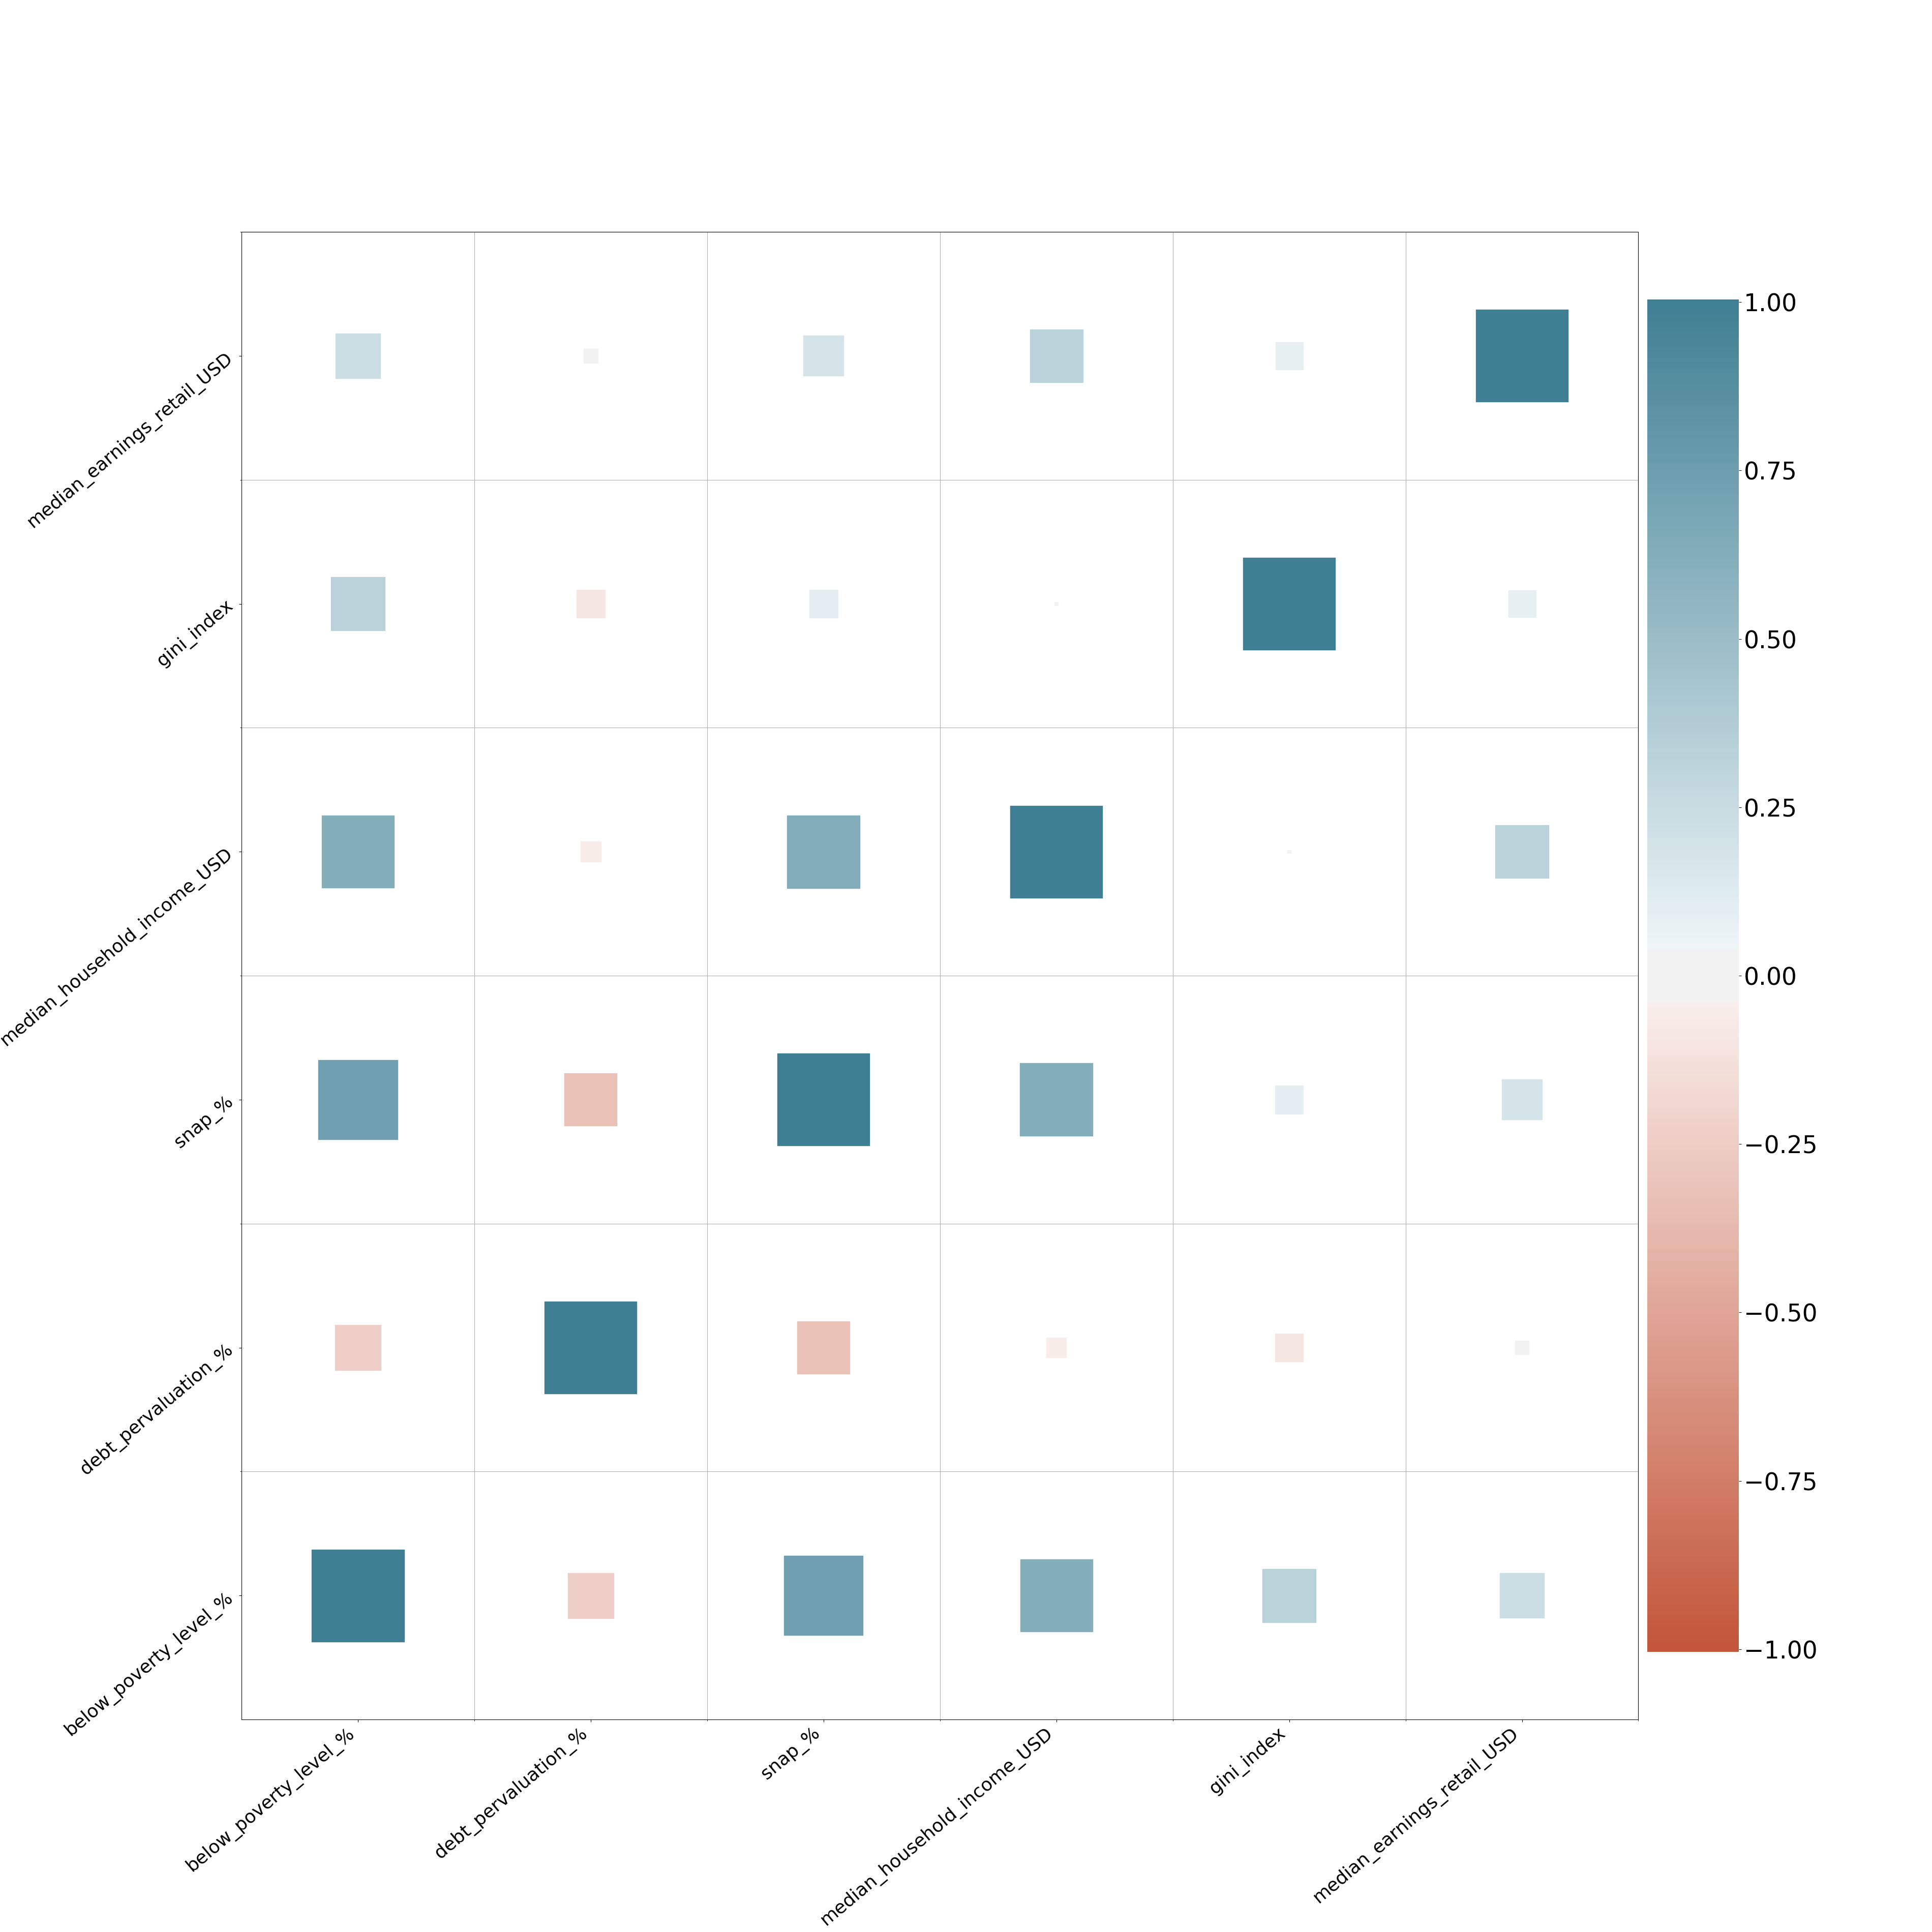 median_earnings_retail_USD
gini_index
median_household_income_USD
snap_%
debt_pervaluation_%
below_poverty_level_%
below_poverty_level_%
debt_pervaluation_%
snap_%
median_household_income_USD
gini_index
median_earnings_retail_USD
1.00
0.75
0.50
0.25
0.00
−0.25
−0.50
−0.75
−1.00